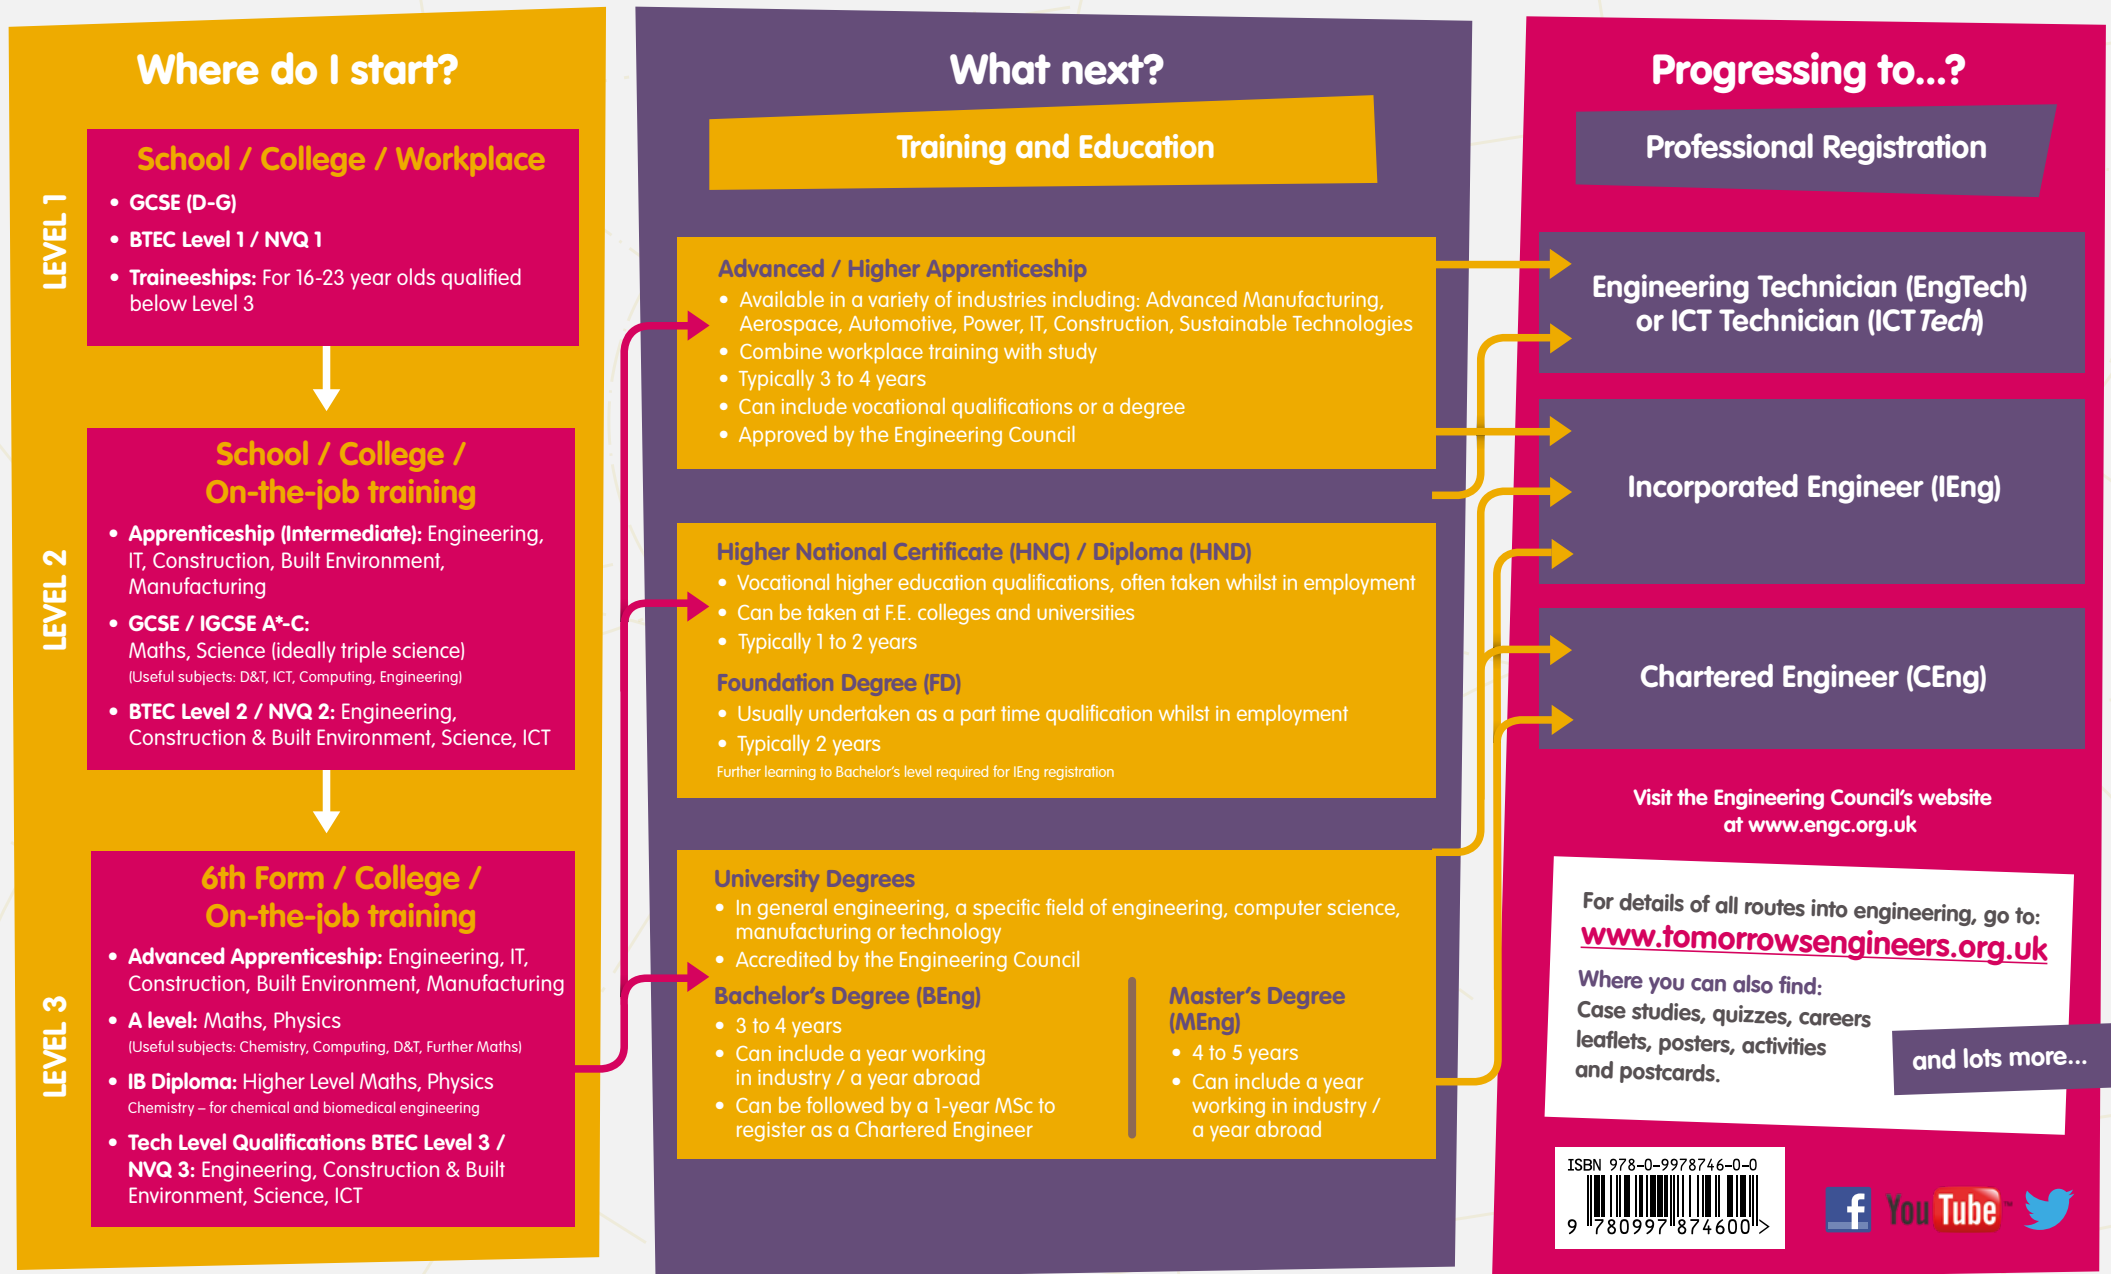 Where do I start?
School / College / Workplace
LEVEL 1
• GCSE (D-G)
• BTEC Level 1 / NVQ 1
• Traineeships: For 16-23 year olds qualified
below Level 3
School / College /
On-the-job training
LEVEL 2
• Apprenticeship (Intermediate): Engineering,
IT, Construction, Built Environment,
Manufacturing
• GCSE / IGCSE A*-C:
Maths, Science (ideally triple science)
(Useful subjects: D&T, ICT, Computing, Engineering)
• BTEC Level 2 / NVQ 2: Engineering,
Construction & Built Environment, Science, ICT
6th Form / College /
On-the-job training
LEVEL 3
• Advanced Apprenticeship: Engineering, IT,
Construction, Built Environment, Manufacturing
• A level: Maths, Physics
(Useful subjects: Chemistry, Computing, D&T, Further Maths)
• IB Diploma: Higher Level Maths, Physics
Chemistry – for chemical and biomedical engineering
• Tech Level Qualifications BTEC Level 3 /
NVQ 3: Engineering, Construction & Built
Environment, Science, ICT
What next?
Training and Education
Advanced / Higher Apprenticeship
• Available in a variety of industries including: Advanced Manufacturing,
Aerospace, Automotive, Power, IT, Construction, Sustainable Technologies
• Combine workplace training with study
• Typically 3 to 4 years
• Can include vocational qualifications or a degree
• Approved by the Engineering Council
Higher National Certificate (HNC) / Diploma (HND)
• Vocational higher education qualifications, often taken whilst in employment
• Can be taken at F.E. colleges and universities
• Typically 1 to 2 years
Foundation Degree (FD)
• Usually undertaken as a part time qualification whilst in employment
• Typically 2 years
Further learning to Bachelor's level required for IEng registration
University Degrees
• In general engineering, a specific field of engineering, computer science,
manufacturing or technology
• Accredited by the Engineering Council
Bachelor's Degree (BEng)
• 3 to 4 years
• Can include a year working
in industry / a year abroad
• Can be followed by a 1-year MSc to
register as a Chartered Engineer
Master's Degree
(MEng)
• 4 to 5 years
• Can include a year
working in industry /
a year abroad
Progressing to...?
Professional Registration
Engineering Technician (EngTech)
or ICT Technician (ICTTech)
Incorporated Engineer (IEng)
Chartered Engineer (CEng)
Visit the Engineering Council's website
at www.engc.org.uk
For details of all routes into engineering, go to:
www.tomorrowsengineers.org.uk
Where you can also find:
Case studies, quizzes, careers
leaflets, posters, activities
and postcards.
and lots more...
ISBN 978-0-9978746-0-0
9 780997 874600 >
f
YouTube™